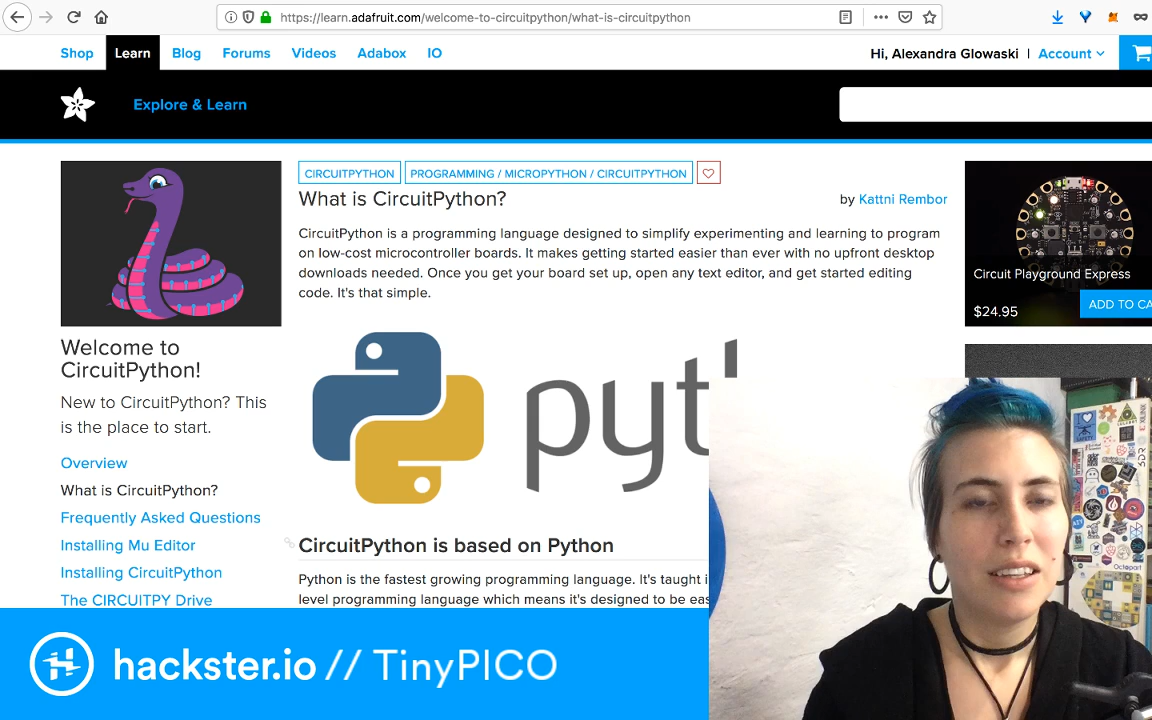 https://learn.adafruit.com/welcome-to-circuitpython/what-is-circuitpython
Shop Learn Blog Forums Videos Adabox IO
Hi, Alexandra Glowaski | Account
Explore & Learn
CIRCUITPYTHON PROGRAMMING / MICROPYTHON / CIRCUITPYTHON
What is CircuitPython?
by Kattni Rembor
CircuitPython is a programming language designed to simplify experimenting and learning to program
on low-cost microcontroller boards. It makes getting started easier than ever with no upfront desktop
downloads needed. Once you get your board set up, open any text editor, and get started editing
code. It's that simple.
Circuit Playground Express
$24.95
ADD TO CA
Welcome to
CircuitPython!
New to CircuitPython? This
is the place to start.
Overview
What is CircuitPython?
Frequently Asked Questions
Installing Mu Editor
Installing CircuitPython
The CIRCUITPY Drive
pyt
CircuitPython is based on Python
Python is the fastest growing programming language. It's taught i
level programming language which means it's designed to be eas
Octopart
hackster.io // TinyPICO